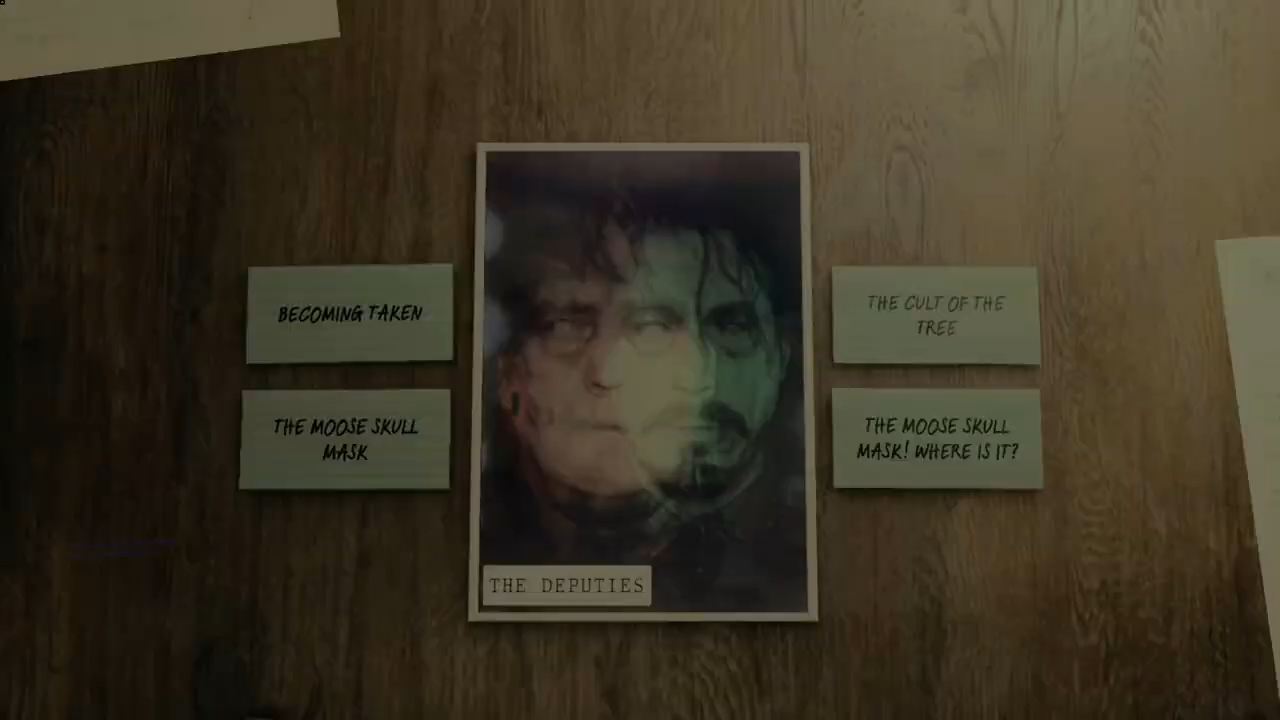 BECOMING TAKEN
THE MOOSE SKULL
MASK
THE CULT OF THE
TREE
THE MOOSE SKULL
MASK! WHERE IS IT?
THE DEPUTIES